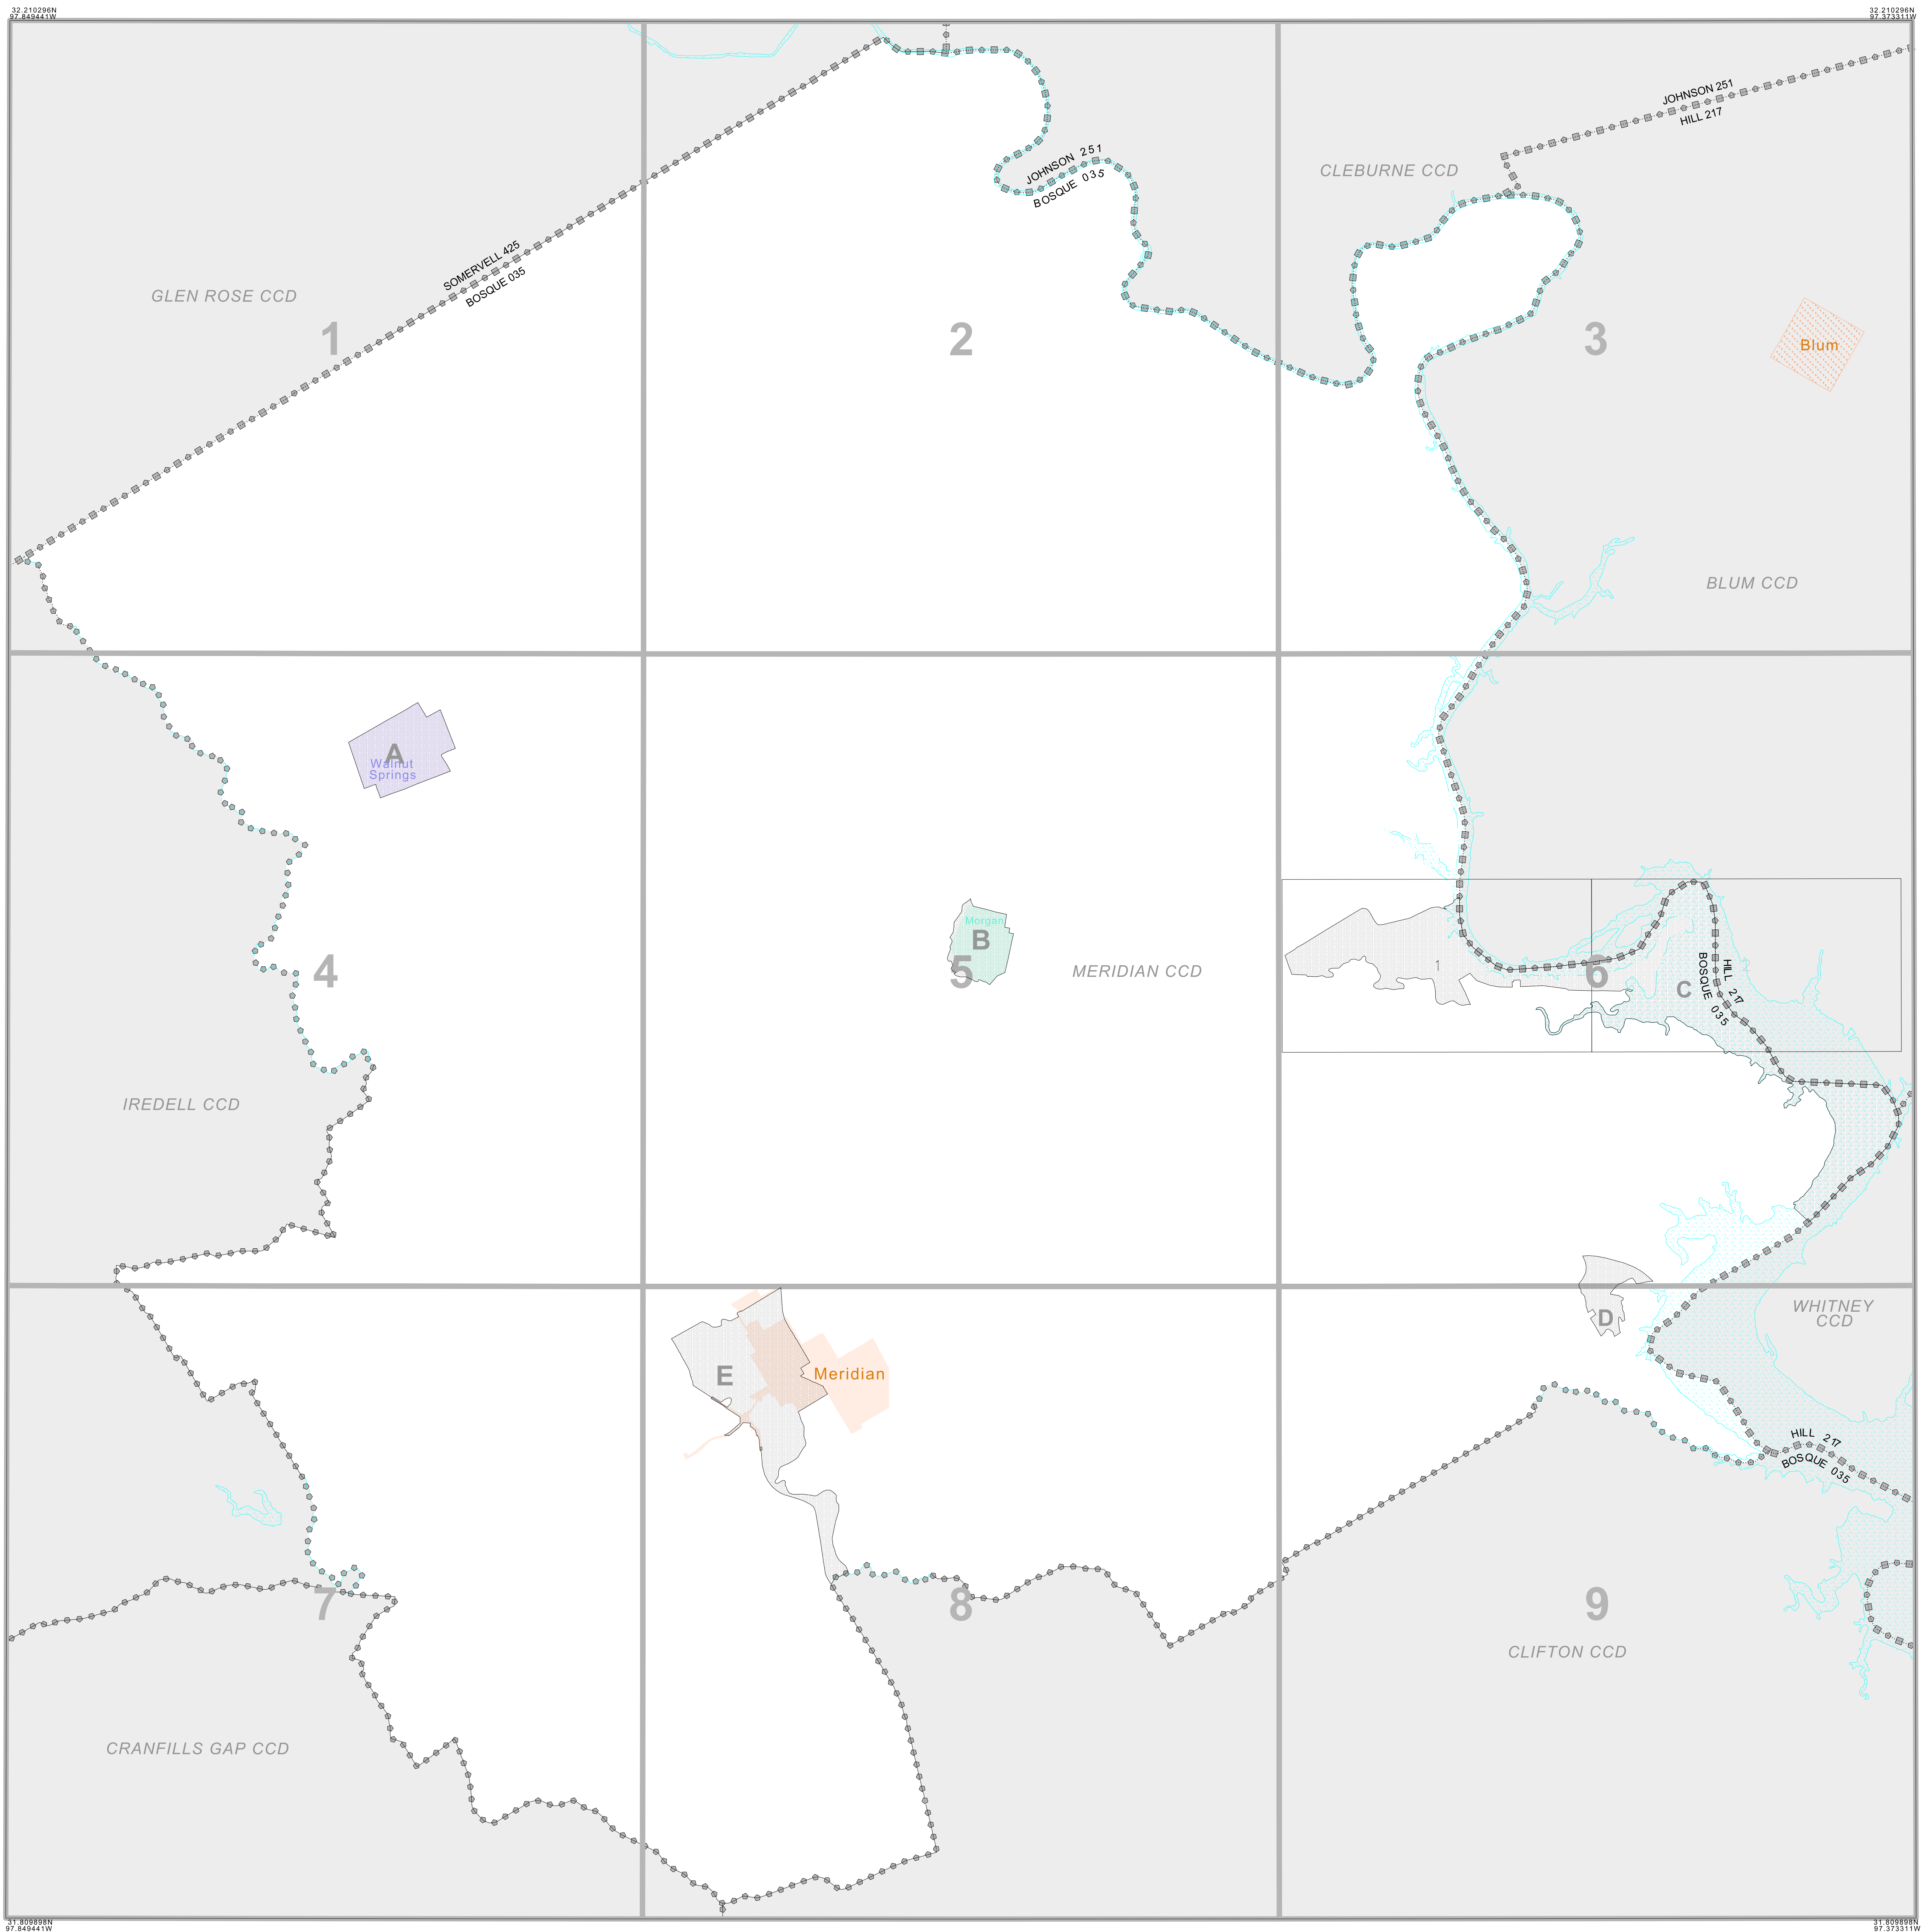 32.210296N
97.849441W
32.210296N
97.373311W
JOHNSON 251
HILL 217
JOHNSON 251
BOSQUE 035
CLEBURNE CCD
SOMERVELL 425
BOSQUE 035
GLEN ROSE CCD
1
2
3
Blum
BLUM CCD
A
Walnut
Springs
Morgan
B
4
5
MERIDIAN CCD
1
6
C
HILL 217
BOSQUE 035
IREDELL CCD
WHITNEY
CCD
D
E
Meridian
HILL 217
BOSQUE 035
7
8
9
CLIFTON CCD
CRANFILLS GAP CCD
31.809898N
97.849441W
31.809898N
97.373311W